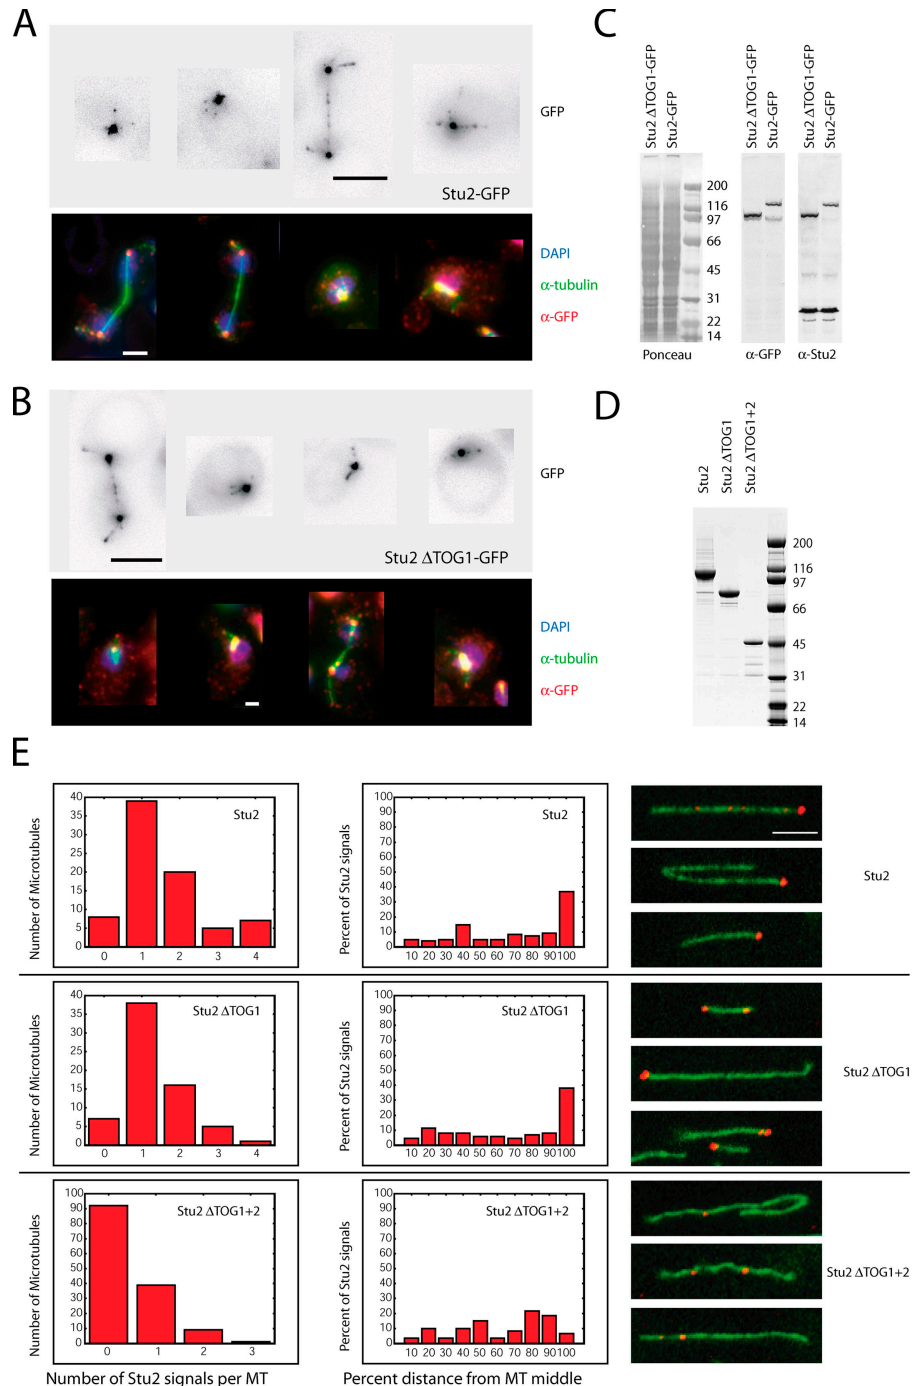 A
GFP
Stu2-GFP
DAPI
α-tubulin
α-GFP
B
GFP
Stu2 ΔTOG1-GFP
DAPI
α-tubulin
α-GFP
C
Stu2 ΔTOG1-GFP
Stu2-GFP
Stu2 ΔTOG1-GFP
Stu2-GFP
Stu2 ΔTOG1-GFP
Stu2-GFP
200
116
97
66
45
31
22
14
Ponceau
α-GFP
α-Stu2
D
Stu2
Stu2 ΔTOG1
Stu2 ΔTOG1+2
200
116
97
66
45
31
22
14
E
Number of Microtubules
40
35
30
25
20
15
10
5
0
Stu2
0 1 2 3 4
Percent of Stu2 signals
100
90
80
70
60
50
40
30
20
10
0
Stu2
10 20 30 40 50 60 70 80 90 100
Stu2
Number of Microtubules
40
35
30
25
20
15
10
5
0
Stu2 ΔTOG1
0 1 2 3 4
Percent of Stu2 signals
100
90
80
70
60
50
40
30
20
10
0
Stu2 ΔTOG1
10 20 30 40 50 60 70 80 90 100
Stu2 ΔTOG1
Number of Microtubules
100
90
80
70
60
50
40
30
20
10
0
Stu2 ΔTOG1+2
0 1 2 3
Number of Stu2 signals per MT
Percent of Stu2 signals
100
90
80
70
60
50
40
30
20
10
0
Stu2 ΔTOG1+2
10 20 30 40 50 60 70 80 90 100
Percent distance from MT middle
Stu2 ΔTOG1+2